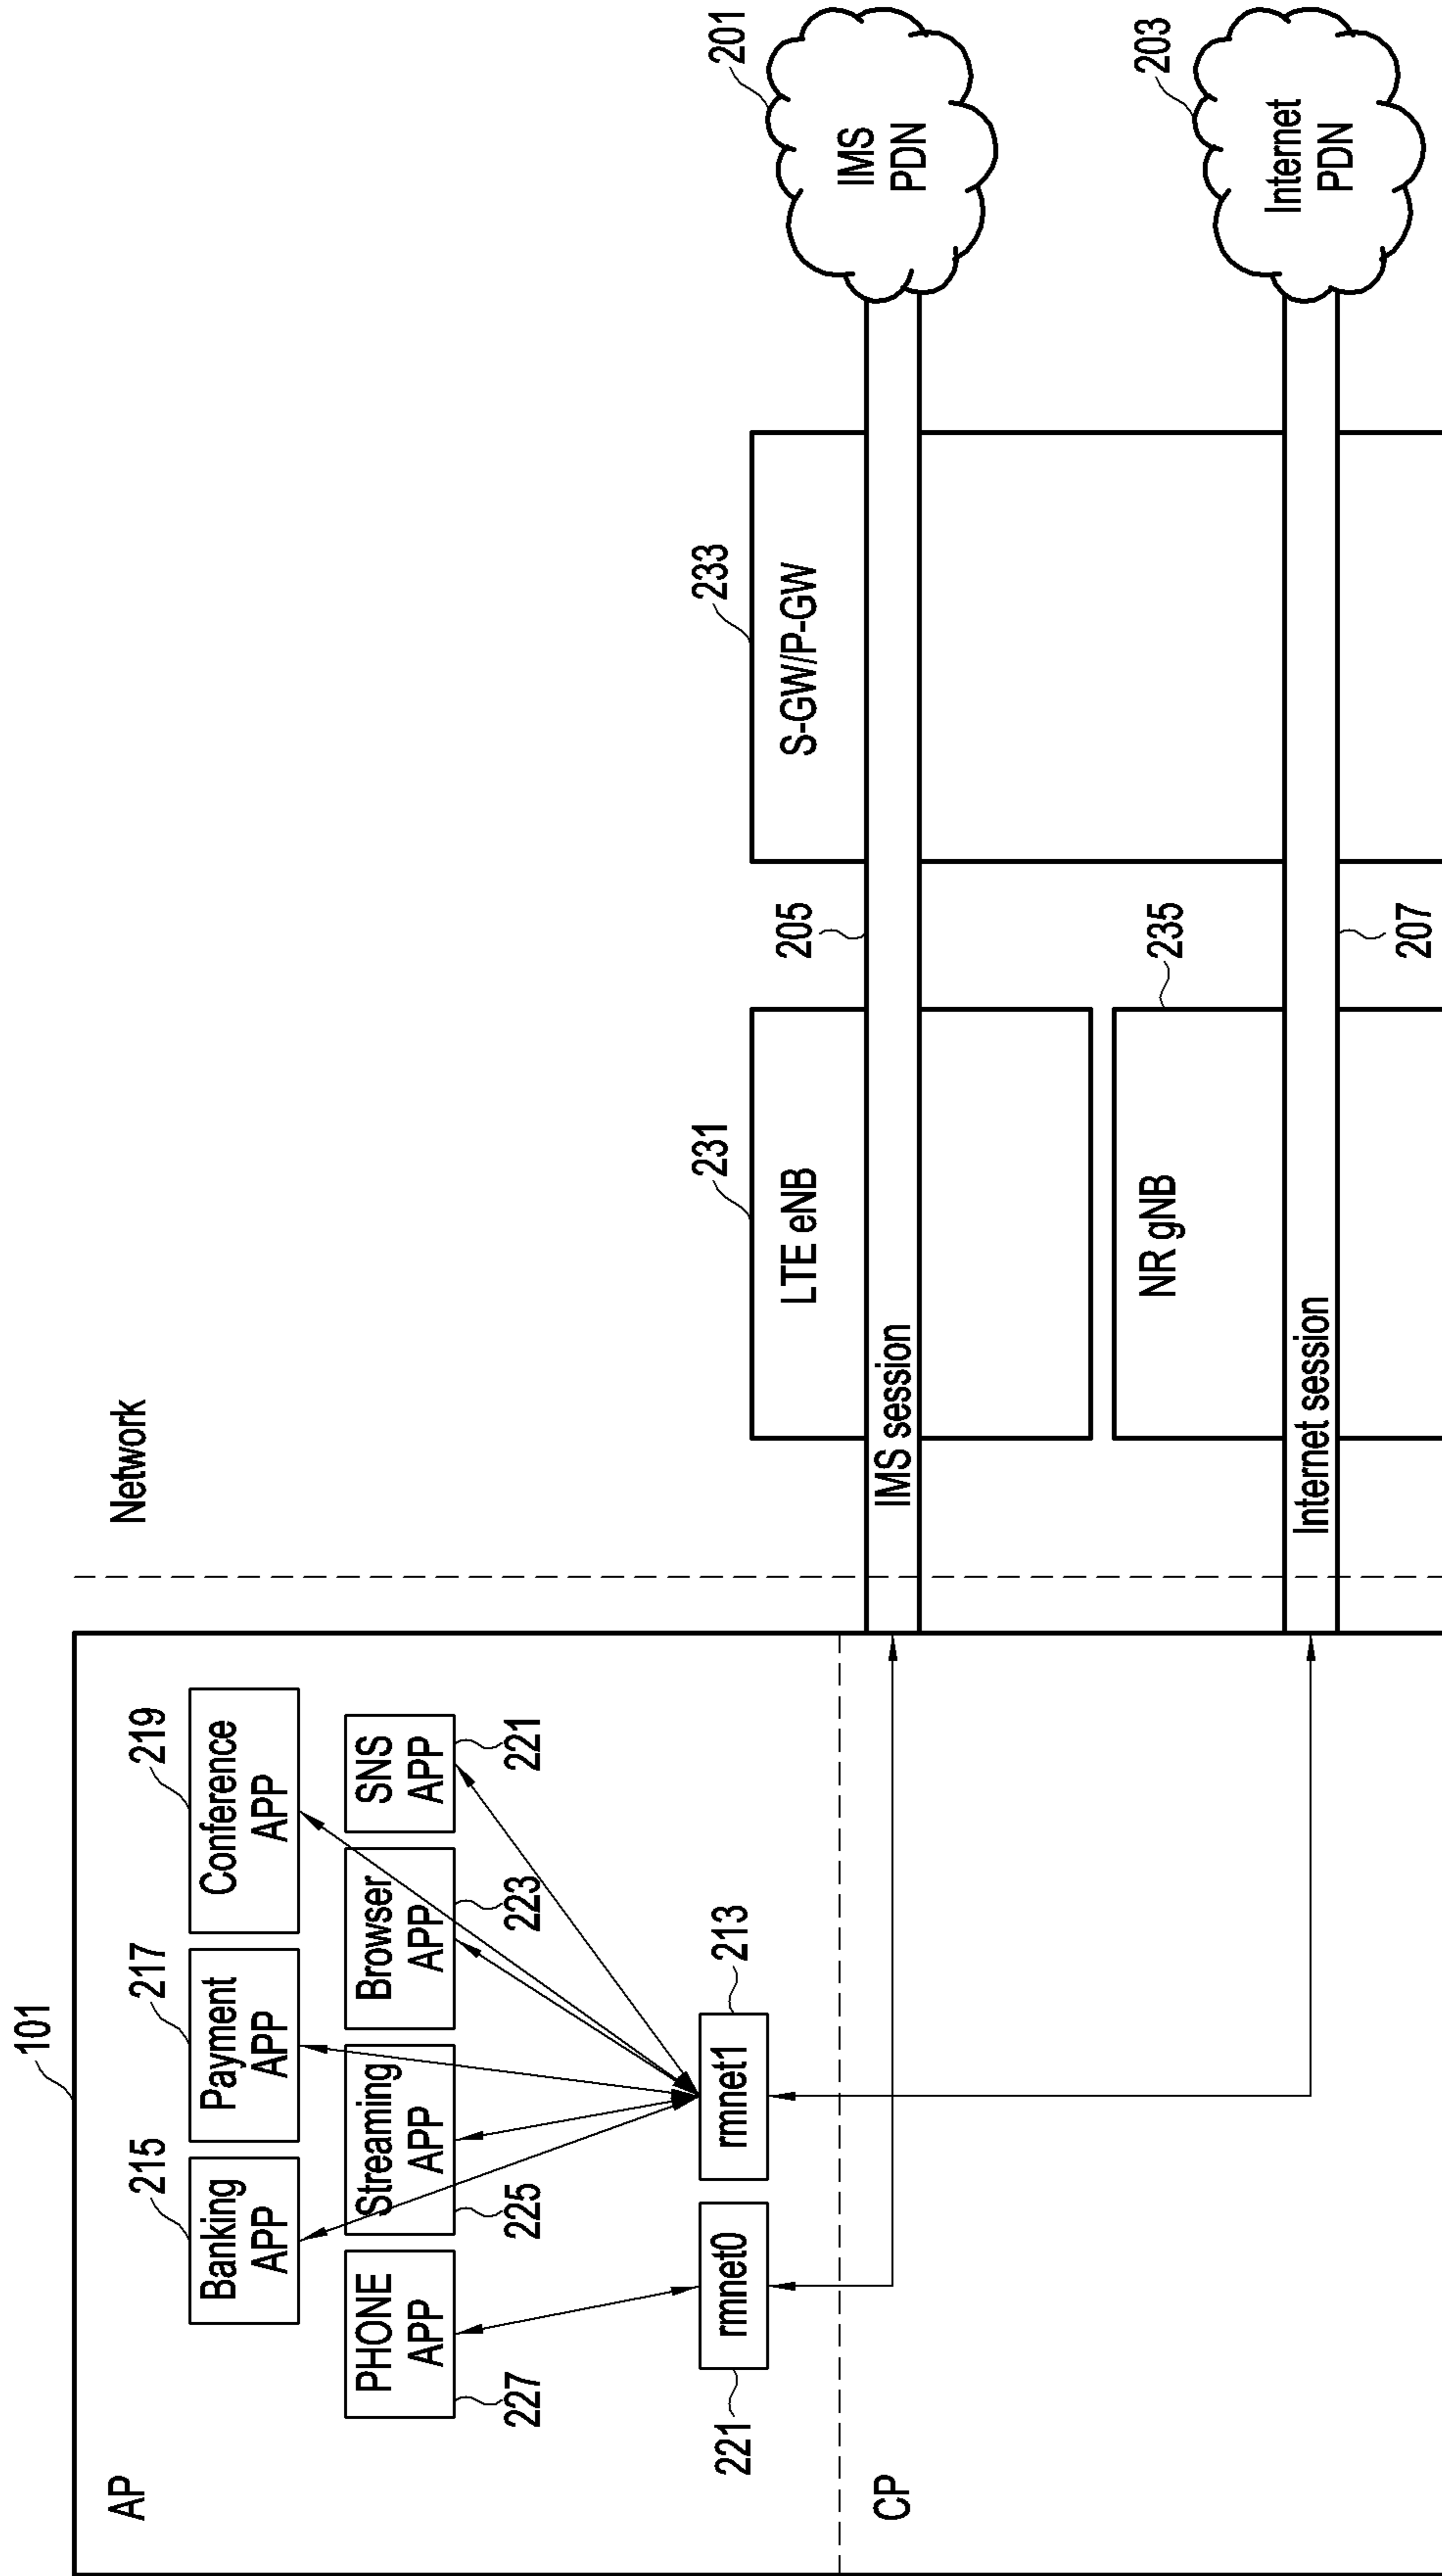 101
AP
Network
215
217
219
Banking
APP
Payment
APP
Conference
APP
PHONE
APP
Streaming
APP
Browser
APP
SNS
APP
227
225
223
221
221
rmnet0
rmnet1
213
CP
231
LTE eNB
233
S-GW/P-GW
201
IMS
PDN
205
IMS session
235
NR gNB
203
Internet
PDN
Internet session
207